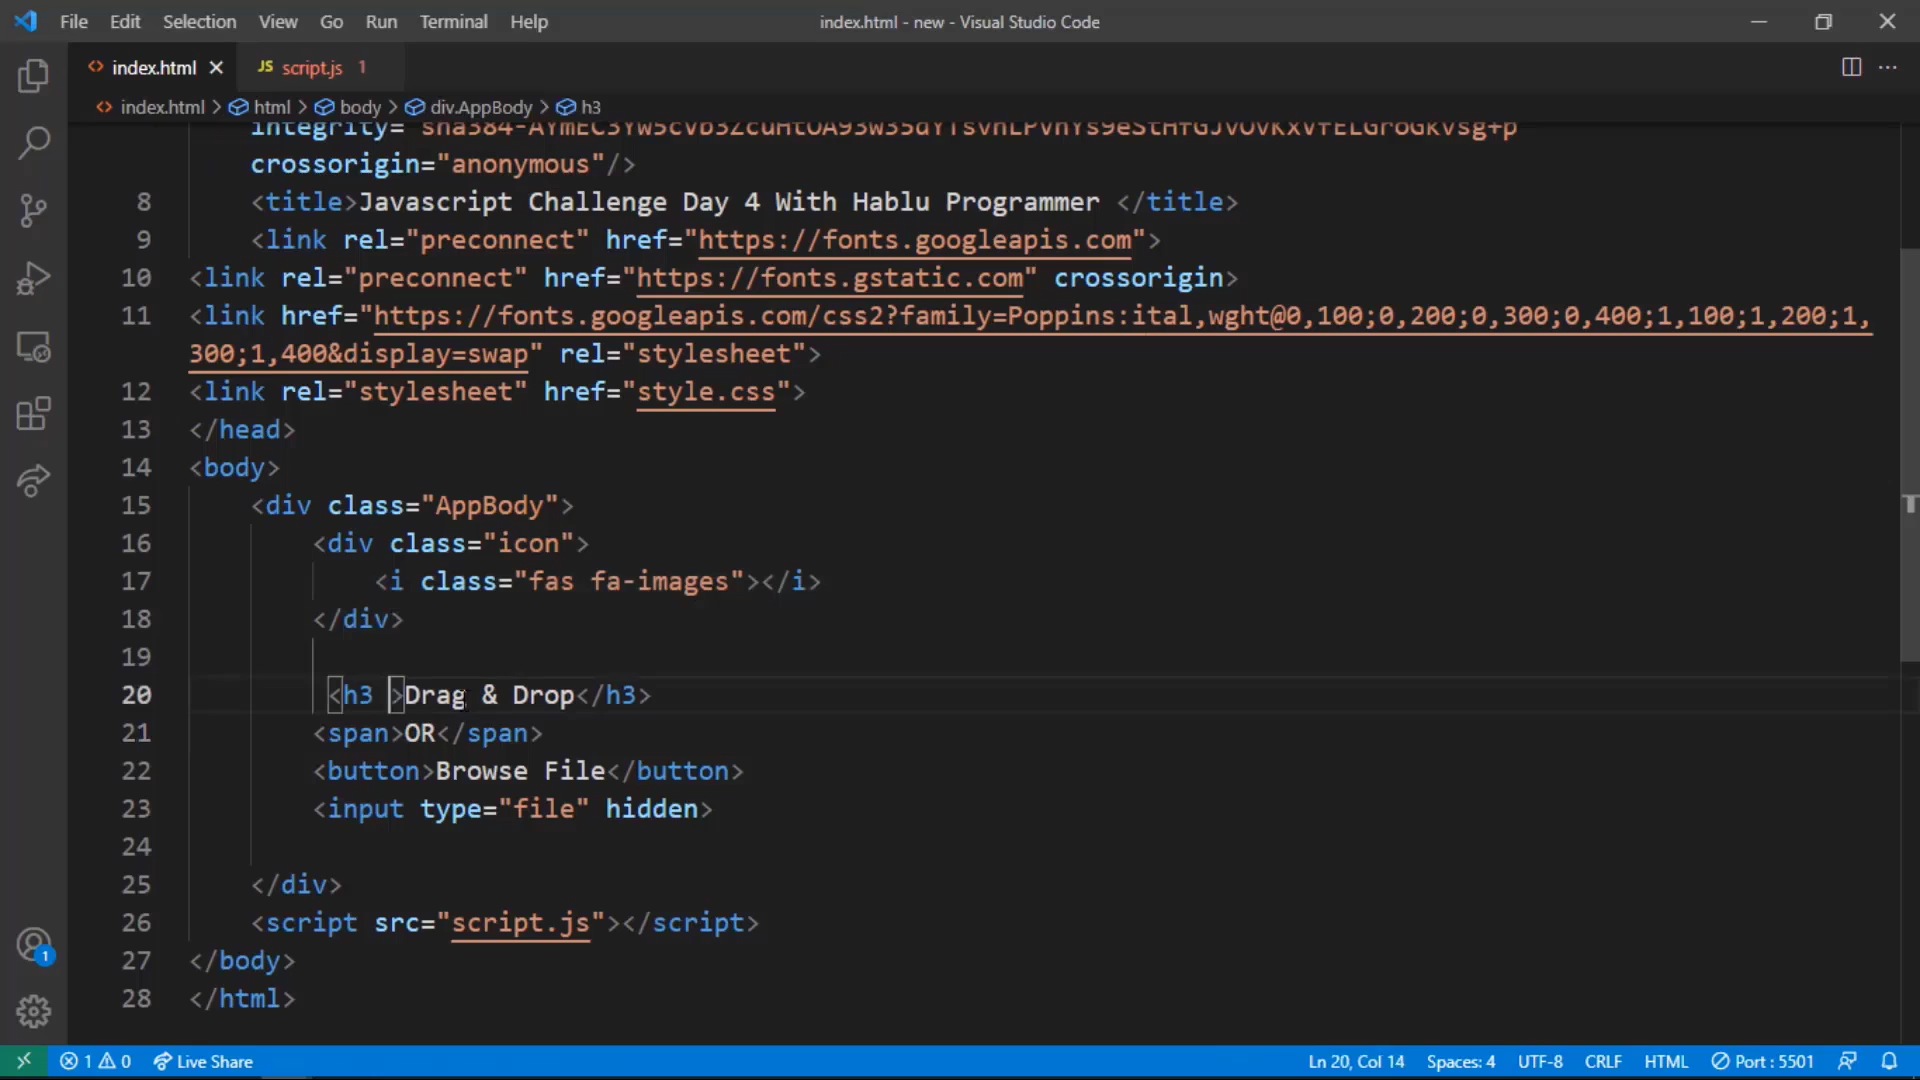 File Edit Selection View Go Run Terminal Help index.html - new - Visual Studio Code
index.html script.js 1
index.html > html > body > div.AppBody > h3
crossorigin="anonymous"/>
8 <title>Javascript Challenge Day 4 With Hablu Programmer </title>
9 <link rel="preconnect" href="https://fonts.googleapis.com">
10 <link rel="preconnect" href="https://fonts.gstatic.com" crossorigin>
11 <link href="https://fonts.googleapis.com/css2?family=Poppins:ital,wght@0,100;0,200;0,300;0,400;1,100;1,200;1,
300;1,400&display=swap" rel="stylesheet">
12 <link rel="stylesheet" href="style.css">
13 </head>
14 <body>
15 <div class="AppBody">
16 <div class="icon">
17 <i class="fas fa-images"></i>
18 </div>
19
20 <h3 >Drag & Drop</h3>
21 <span>OR</span>
22 <button>Browse File</button>
23 <input type="file" hidden>
24
25 </div>
26 <script src="script.js"></script>
27 </body>
28 </html>
1
1 0 Live Share Ln 20, Col 14 Spaces: 4 UTF-8 CRLF HTML Port : 5501